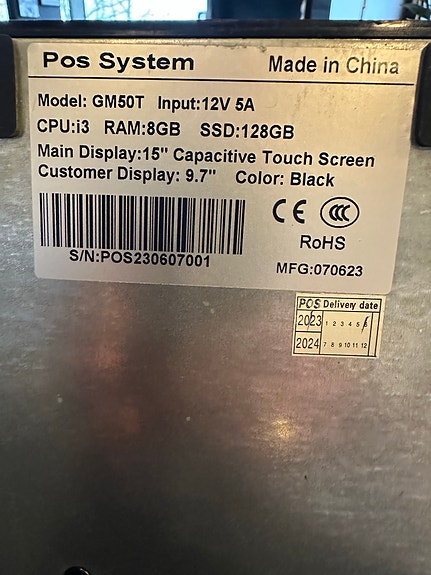 Pos System Made in China
Model: GM50T Input:12V 5A
CPU:i3 RAM:8GB SSD:128GB
Main Display:15" Capacitive Touch Screen
Customer Display: 9.7" Color: Black
CE CCC
RoHS
S/N:POS230607001
MFG:070623
POS Delivery date
2023 1 2 3 4 5 6
2024 7 8 9 10 11 12